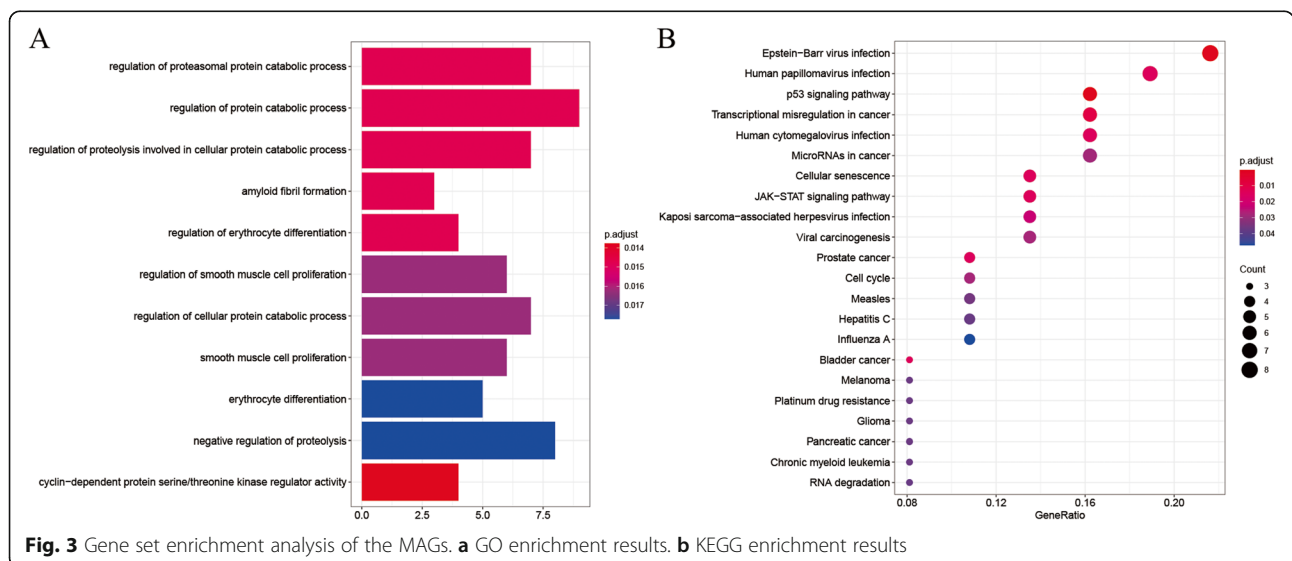 A
regulation of proteasomal protein catabolic process
regulation of protein catabolic process
regulation of proteolysis involved in cellular protein catabolic process
amyloid fibril formation
regulation of erythrocyte differentiation
regulation of smooth muscle cell proliferation
regulation of cellular protein catabolic process
smooth muscle cell proliferation
erythrocyte differentiation
negative regulation of proteolysis
cyclin-dependent protein serine/threonine kinase regulator activity
0.0 2.5 5.0 7.5
p.adjust
0.014
0.015
0.016
0.017
B
Epstein−Barr virus infection
Human papillomavirus infection
p53 signaling pathway
Transcriptional misregulation in cancer
Human cytomegalovirus infection
MicroRNAs in cancer
Cellular senescence
JAK−STAT signaling pathway
Kaposi sarcoma−associated herpesvirus infection
Viral carcinogenesis
Prostate cancer
Cell cycle
Measles
Hepatitis C
Influenza A
Bladder cancer
Melanoma
Platinum drug resistance
Glioma
Pancreatic cancer
Chronic myeloid leukemia
RNA degradation
0.08 0.12 0.16 0.20
GeneRatio
p.adjust
0.01
0.02
0.03
0.04
Count
3
4
5
6
7
8
Fig. 3 Gene set enrichment analysis of the MAGs. a GO enrichment results. b KEGG enrichment results